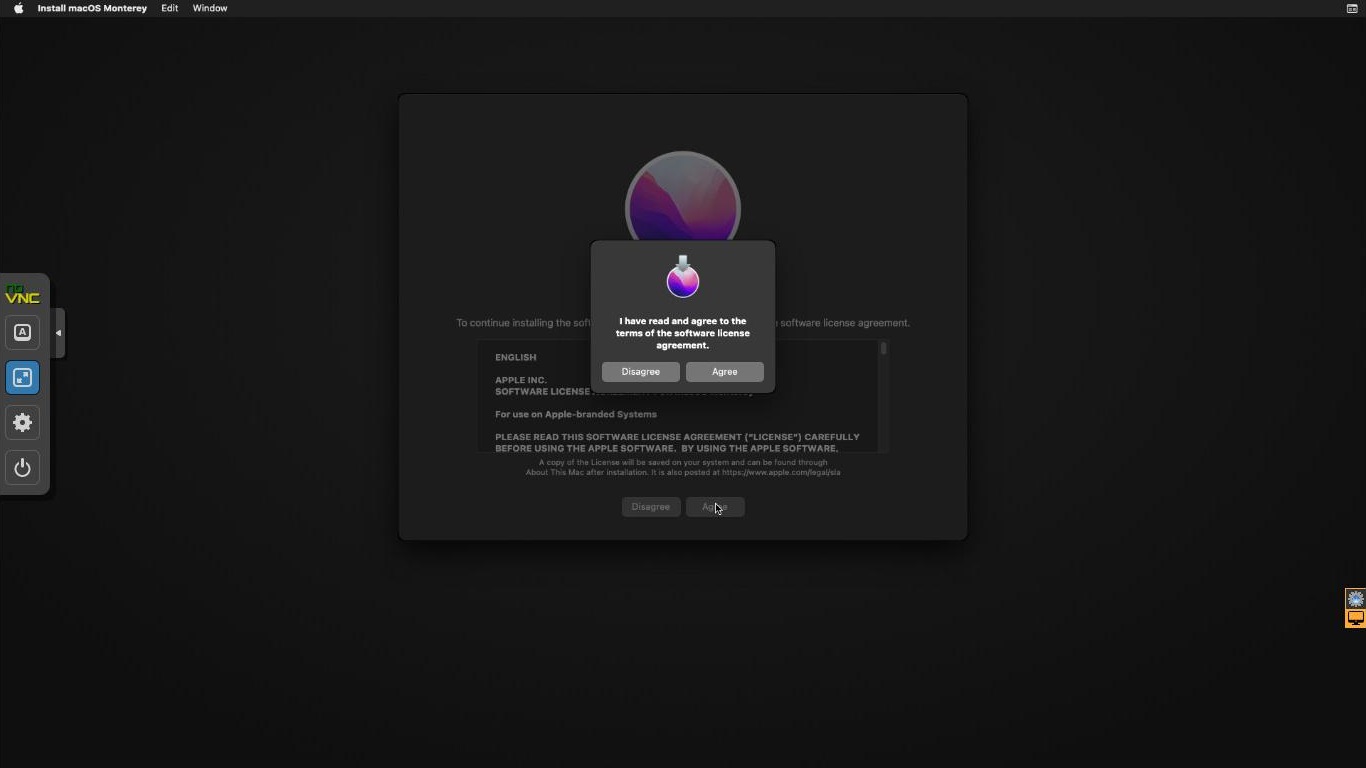 Install macOS Monterey Edit Window
To continue installing the software license agreement.
I have read and agree to the
terms of the software license
agreement.
Disagree Agree
ENGLISH
APPLE INC.
SOFTWARE LICENSE
For use on Apple-branded Systems
PLEASE READ THIS SOFTWARE LICENSE AGREEMENT ("LICENSE") CAREFULLY
BEFORE USING THE APPLE SOFTWARE. BY USING THE APPLE SOFTWARE,
A copy of the License will be saved on your system and can be found through
About This Mac after installation. It is also posted at https://www.apple.com/legal/sla
Disagree Agree
no
VNC
A